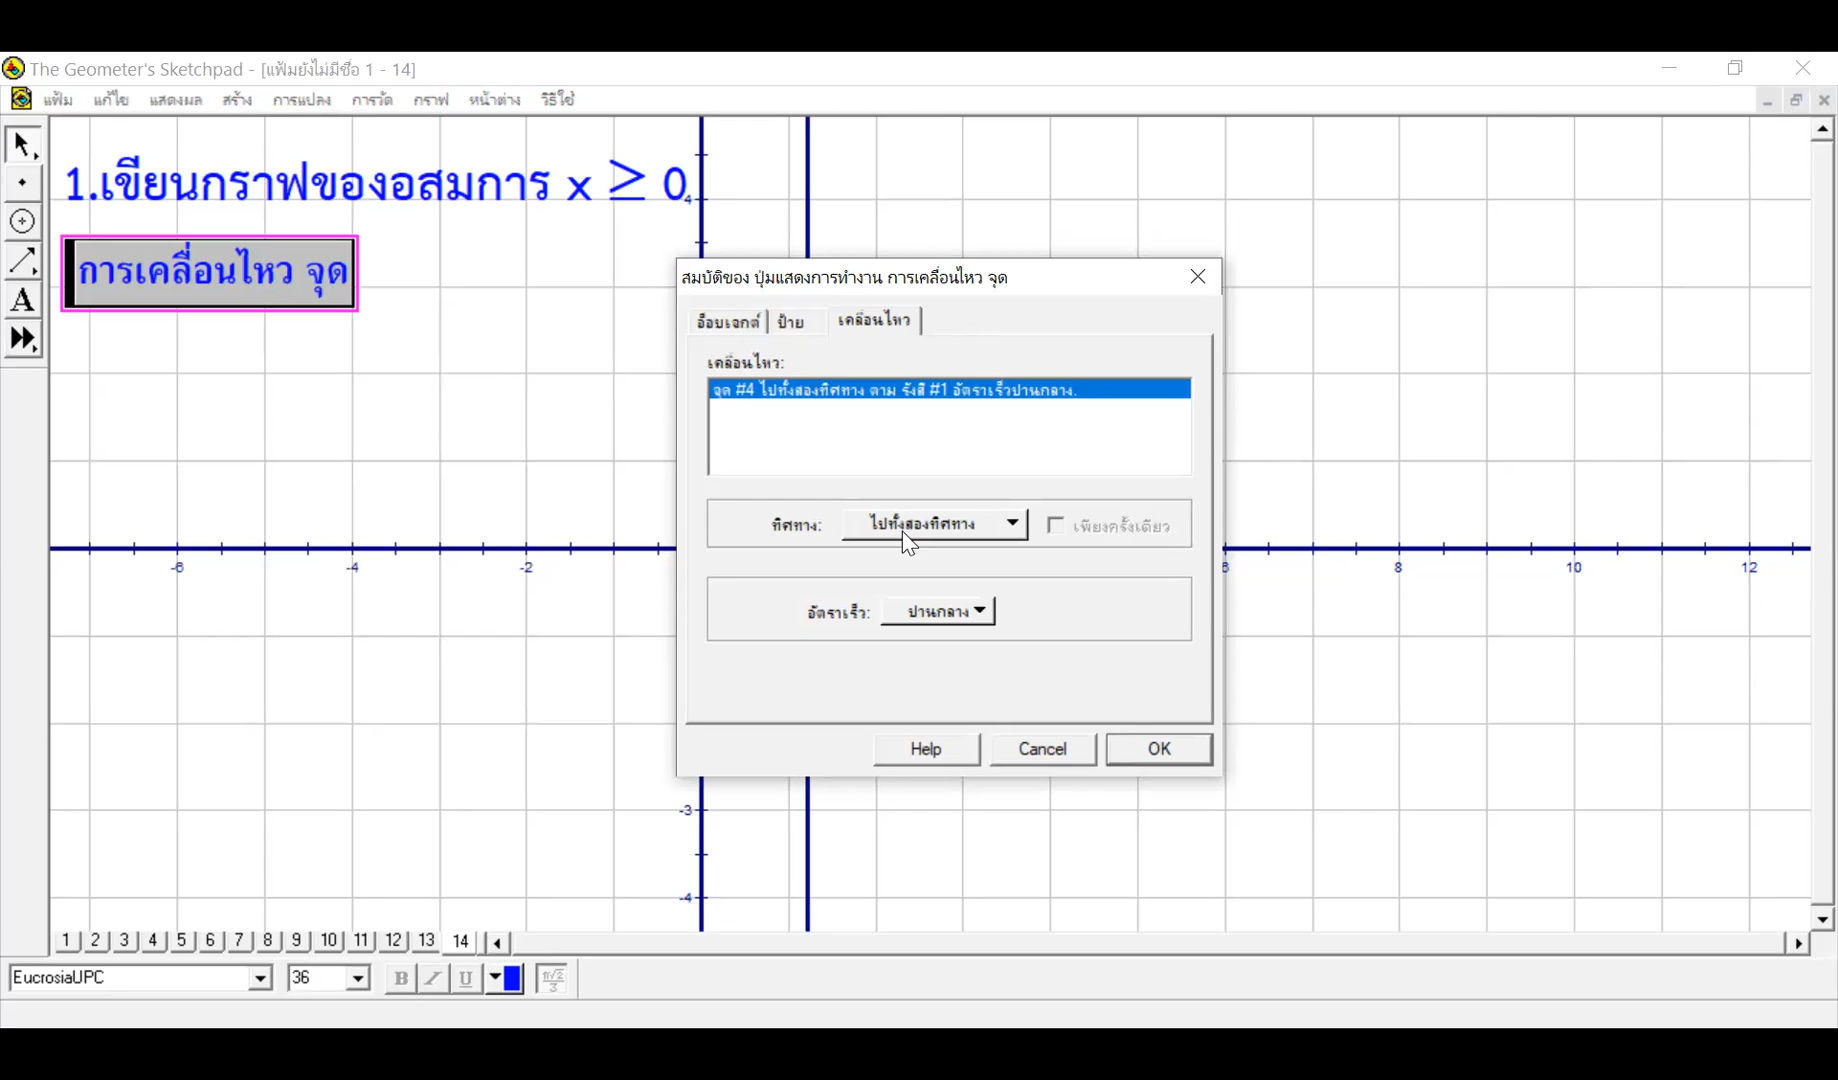 The Geometer's Sketchpad - [แฟ้มยังไม่มีชื่อ 1 - 14]
แฟ้ม แก้ไข แสดงผล สร้าง การแปลง การวัด กราฟ หน้าต่าง วิธีใช้
1.เขียนกราฟของอสมการ x ≥ 0
การเคลื่อนไหว จุด
A
4
-6 -4 -2 8 10 12
-3
-4
สมบัติของ ปุ่มแสดงการทำงาน การเคลื่อนไหว จุด
อ็อบเจกต์ ป้าย เคลื่อนไหว
เคลื่อนไหว:
จุด #4 ไปทั้งสองทิศทาง ตาม รังสี #1 อัตราเร็วปานกลาง.
ทิศทาง: ไปทั้งสองทิศทาง เพียงครั้งเดียว
อัตราเร็ว: ปานกลาง
Help Cancel OK
1 2 3 4 5 6 7 8 9 10 11 12 13 14
EucrosiaUPC 36 B I U